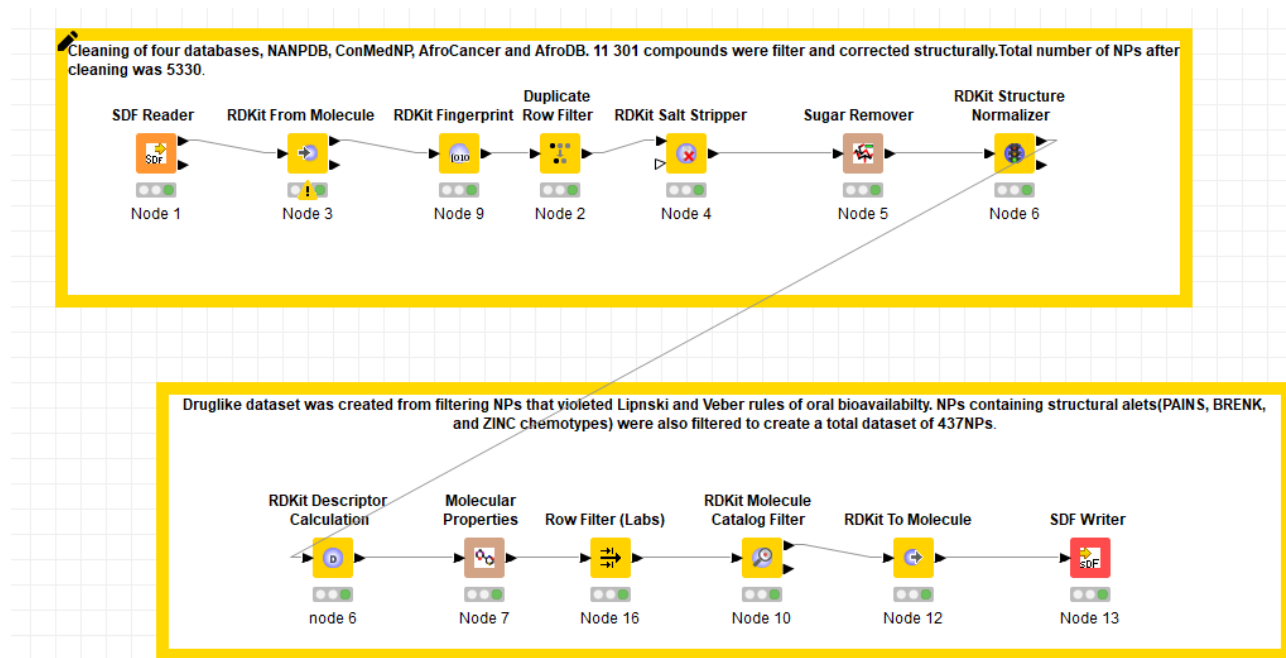 Cleaning of four databases, NANPDB, ConMedNP, AfroCancer and AfroDB. 11 301 compounds were filter and corrected structurally.Total number of NPs after
cleaning was 5330.
SDF Reader
RDKit From Molecule
RDKit Fingerprint
Duplicate
Row Filter
RDKit Salt Stripper
Sugar Remover
RDKit Structure
Normalizer
SDF
1010
Node 1
Node 3
Node 9
Node 2
Node 4
Node 5
Node 6
Druglike dataset was created from filtering NPs that violeted Lipnski and Veber rules of oral bioavailabilty. NPs containing structural alets(PAINS, BRENK,
and ZINC chemotypes) were also filtered to create a total dataset of 437NPs.
RDKit Descriptor
Calculation
Molecular
Properties
Row Filter (Labs)
RDKit Molecule
Catalog Filter
RDKit To Molecule
SDF Writer
D
SDF
node 6
Node 7
Node 16
Node 10
Node 12
Node 13